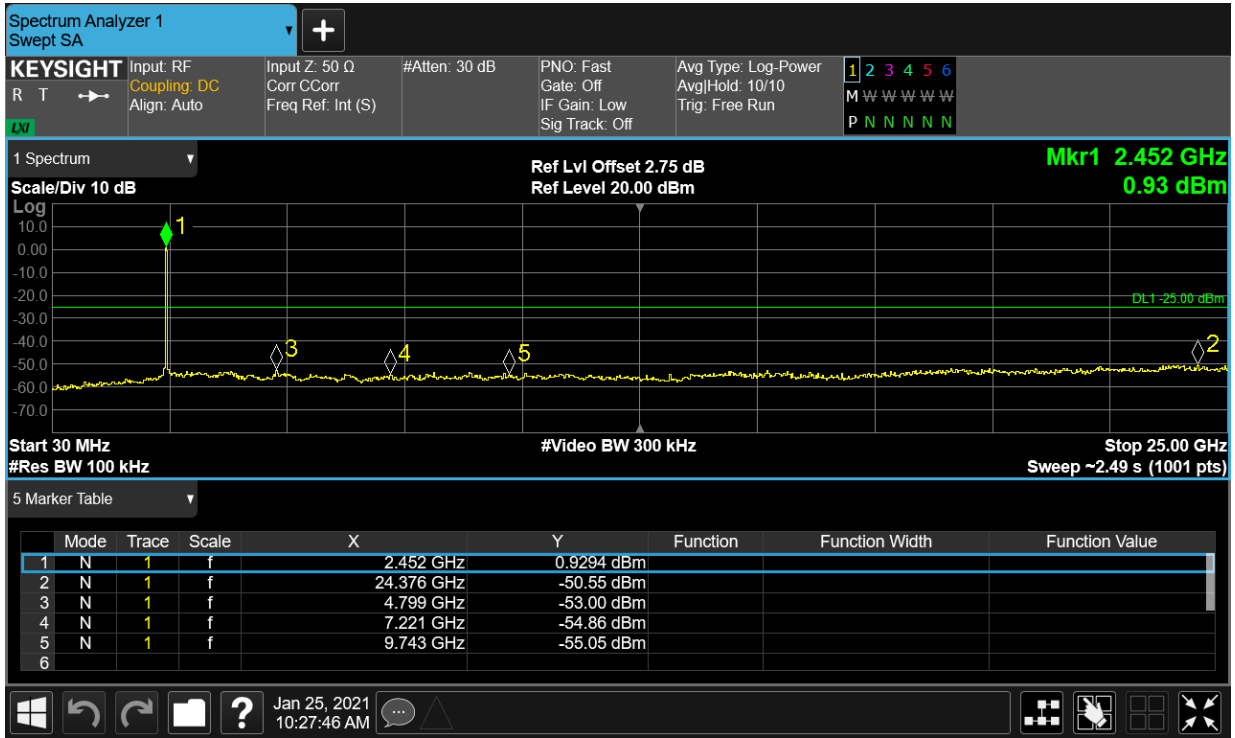 Spectrum Analyzer 1
Swept SA
KEYSIGHT
R T
LXI
Input: RF
Coupling: DC
Align: Auto
Input Z: 50 Ω
Corr CCorr
Freq Ref: Int (S)
#Atten: 30 dB
PNO: Fast
Gate: Off
IF Gain: Low
Sig Track: Off
Avg Type: Log-Power
Avg|Hold: 10/10
Trig: Free Run
1 2 3 4 5 6
M W W W W W
P N N N N N
1 Spectrum
Scale/Div 10 dB
Ref Lvl Offset 2.75 dB
Ref Level 20.00 dBm
Mkr1 2.452 GHz
0.93 dBm
Log
10.0
0.00
-10.0
-20.0
-30.0
-40.0
-50.0
-60.0
-70.0
1
DL1 -25.00 dBm
3
4
5
2
Start 30 MHz
#Res BW 100 kHz
#Video BW 300 kHz
Stop 25.00 GHz
Sweep ~2.49 s (1001 pts)
5 Marker Table
Mode Trace Scale X Y Function Function Width Function Value
1 N 1 f 2.452 GHz 0.9294 dBm
2 N 1 f 24.376 GHz -50.55 dBm
3 N 1 f 4.799 GHz -53.00 dBm
4 N 1 f 7.221 GHz -54.86 dBm
5 N 1 f 9.743 GHz -55.05 dBm
6
?
Jan 25, 2021
10:27:46 AM